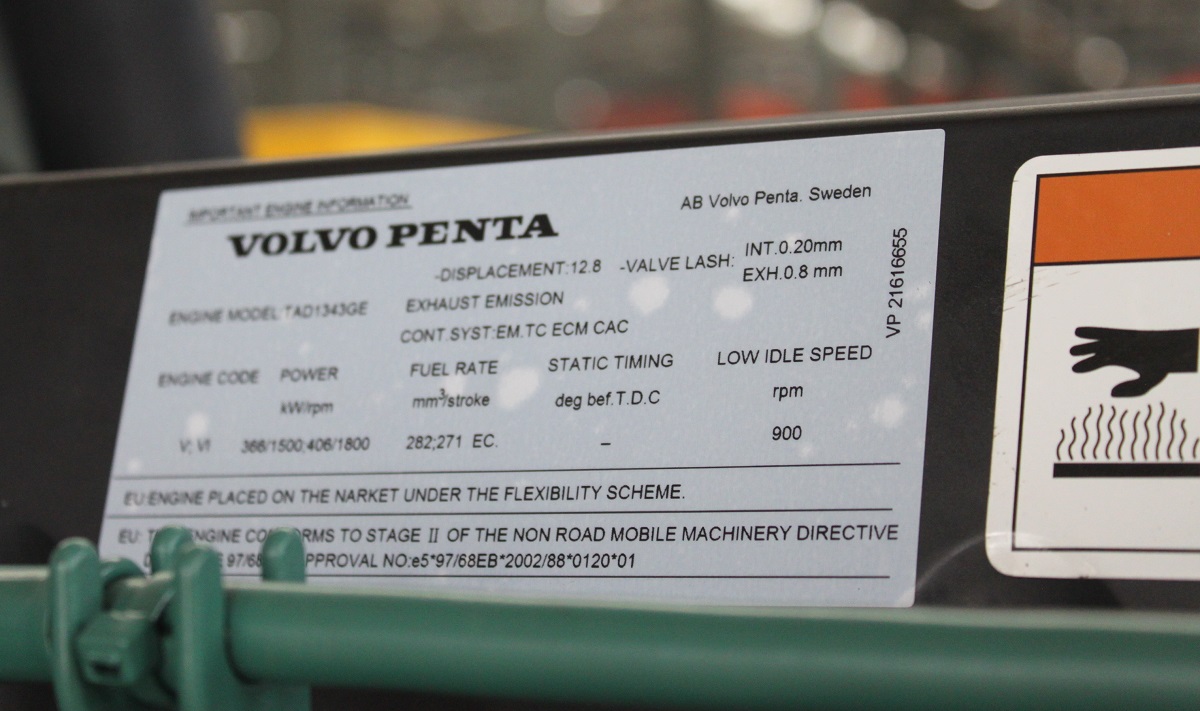 IMPORTANT ENGINE INFORMATION
AB Volvo Penta. Sweden
VOLVO PENTA
-DISPLACEMENT:12.8 -VALVE LASH: INT.0.20mm
EXH.0.8 mm
VP 21616655
ENGINE MODEL:TAD1343GE EXHAUST EMISSION
CONT.SYST:EM.TC ECM CAC
ENGINE CODE POWER FUEL RATE STATIC TIMING LOW IDLE SPEED
kW/rpm mm³/stroke deg bef.T.D.C rpm
V; VI 366/1500;406/1800 282;271 EC. – 900
EU:ENGINE PLACED ON THE NARKET UNDER THE FLEXIBILITY SCHEME.
EU: ENGINE TO STAGE II OF THE NON ROAD MOBILE MACHINERY DIRECTIVE
NO:e5*97/68EB*2002/88*0120*01